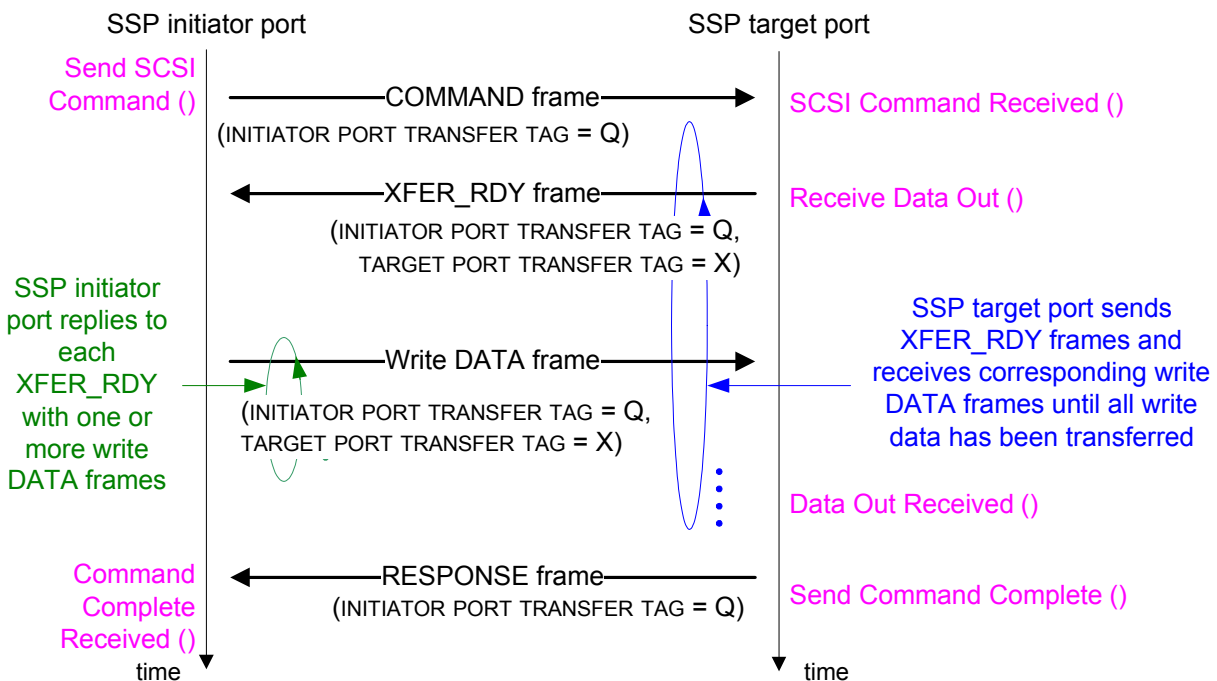 SSP initiator port
SSP target port
Send SCSI
Command ()
COMMAND frame
SCSI Command Received ()
(INITIATOR PORT TRANSFER TAG = Q)
XFER_RDY frame
Receive Data Out ()
(INITIATOR PORT TRANSFER TAG = Q,
TARGET PORT TRANSFER TAG = X)
SSP initiator
port replies to
each
XFER_RDY
with one or
more write
DATA frames
Write DATA frame
(INITIATOR PORT TRANSFER TAG = Q,
TARGET PORT TRANSFER TAG = X)
SSP target port sends
XFER_RDY frames and
receives corresponding write
DATA frames until all write
data has been transferred
Data Out Received ()
Command
Complete
Received ()
RESPONSE frame
(INITIATOR PORT TRANSFER TAG = Q)
Send Command Complete ()
time
time